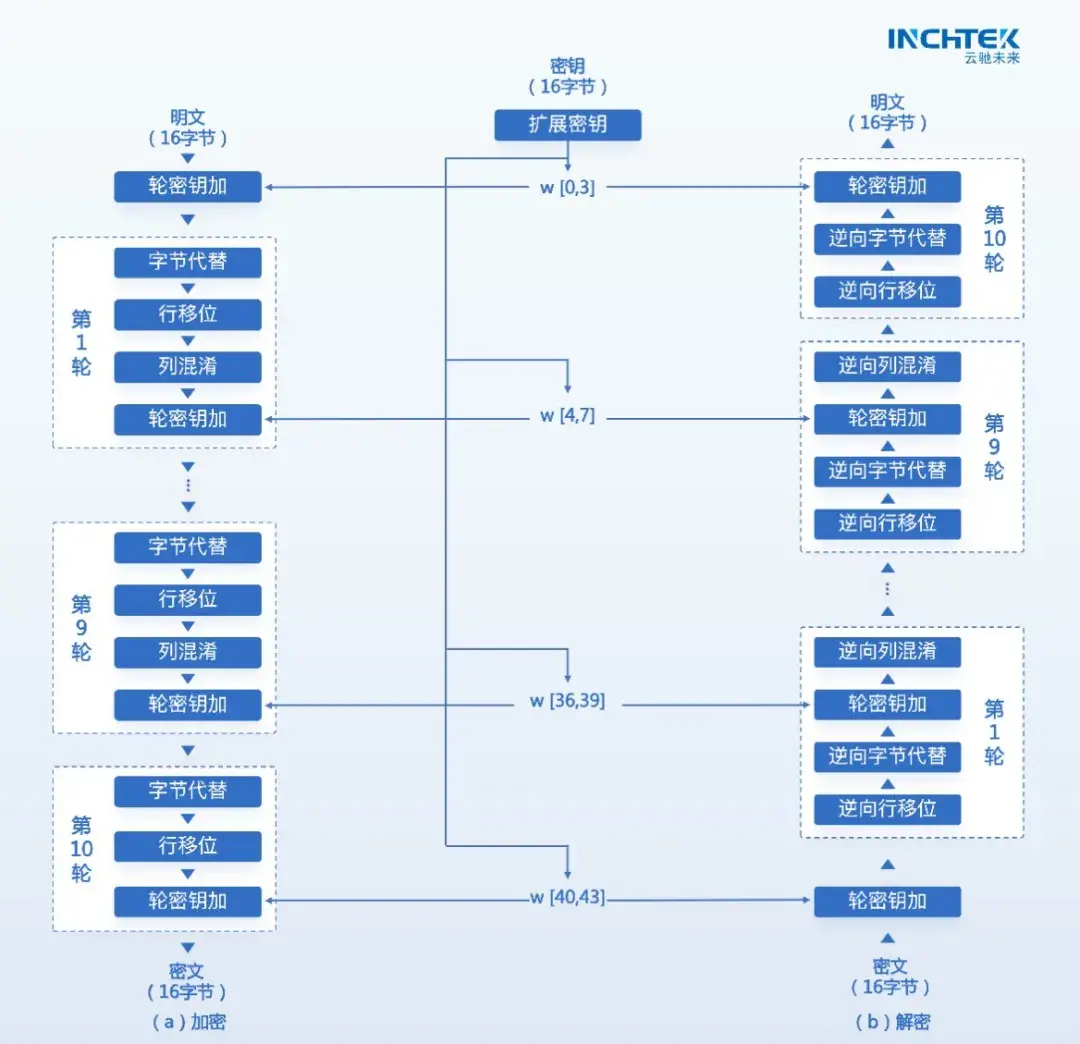 INCHTEK
云驰未来
密钥
（16字节）
扩展密钥
明文
（16字节）
轮密钥加
第
1
轮
字节代替
行移位
列混淆
轮密钥加
⋮
第
9
轮
字节代替
行移位
列混淆
轮密钥加
第
10
轮
字节代替
行移位
轮密钥加
密文
（16字节）
（a）加密
w [0,3]
w [4,7]
w [36,39]
w [40,43]
明文
（16字节）
轮密钥加
逆向字节代替
逆向行移位
第
10
轮
逆向列混淆
轮密钥加
逆向字节代替
逆向行移位
第
9
轮
⋮
逆向列混淆
轮密钥加
逆向字节代替
逆向行移位
第
1
轮
轮密钥加
密文
（16字节）
（b）解密